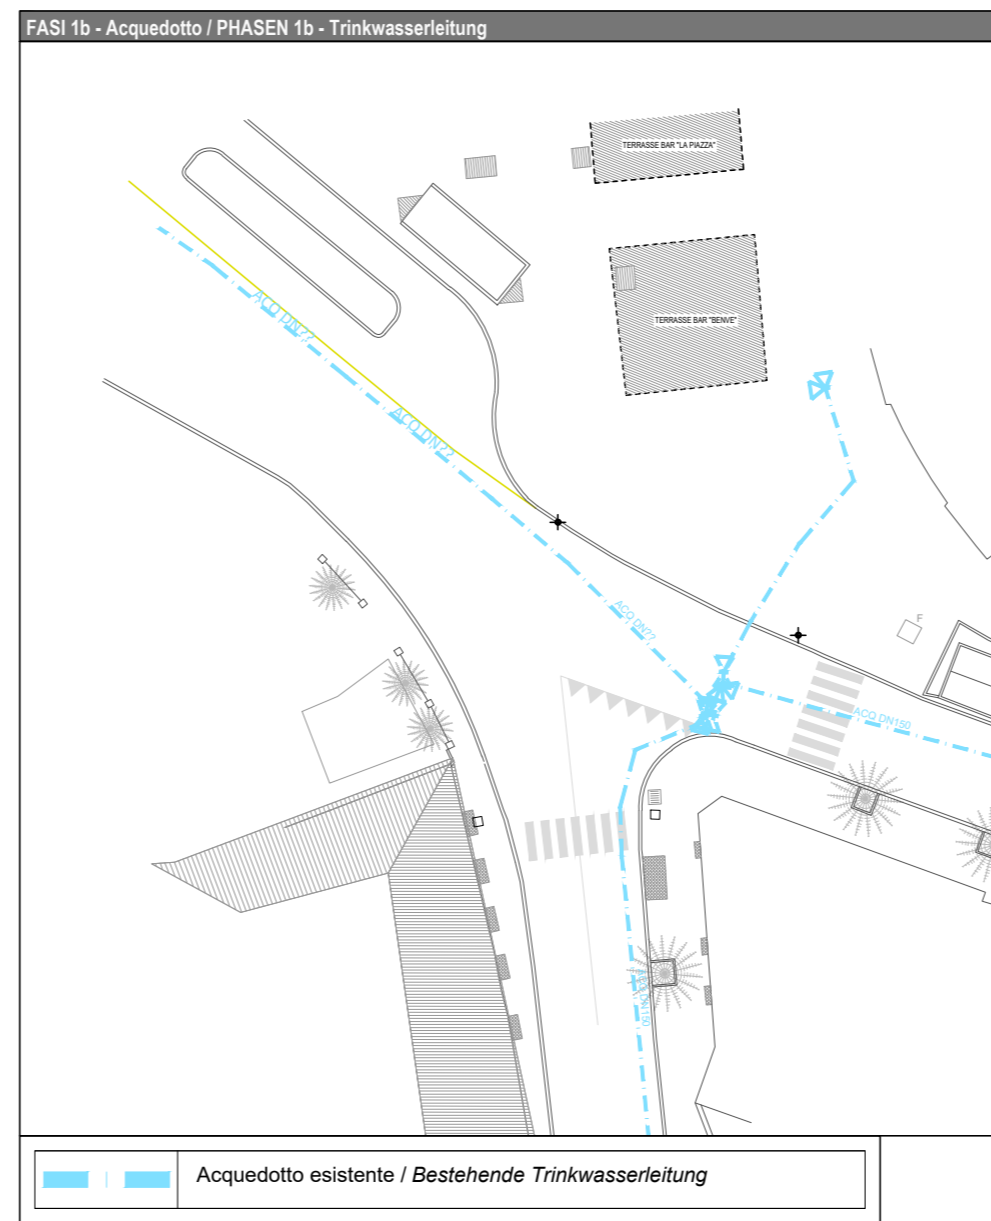 FASI 1b - Acquedotto / PHASEN 1b - Trinkwasserleitung
TERRASSE BAR "LA PIAZZA"
TERRASSE BAR "BENVE"
ACQ DN??
ACQ DN??
ACQ DN??
F
ACQ DN150
ACQ DN150
Acquedotto esistente / Bestehende Trinkwasserleitung